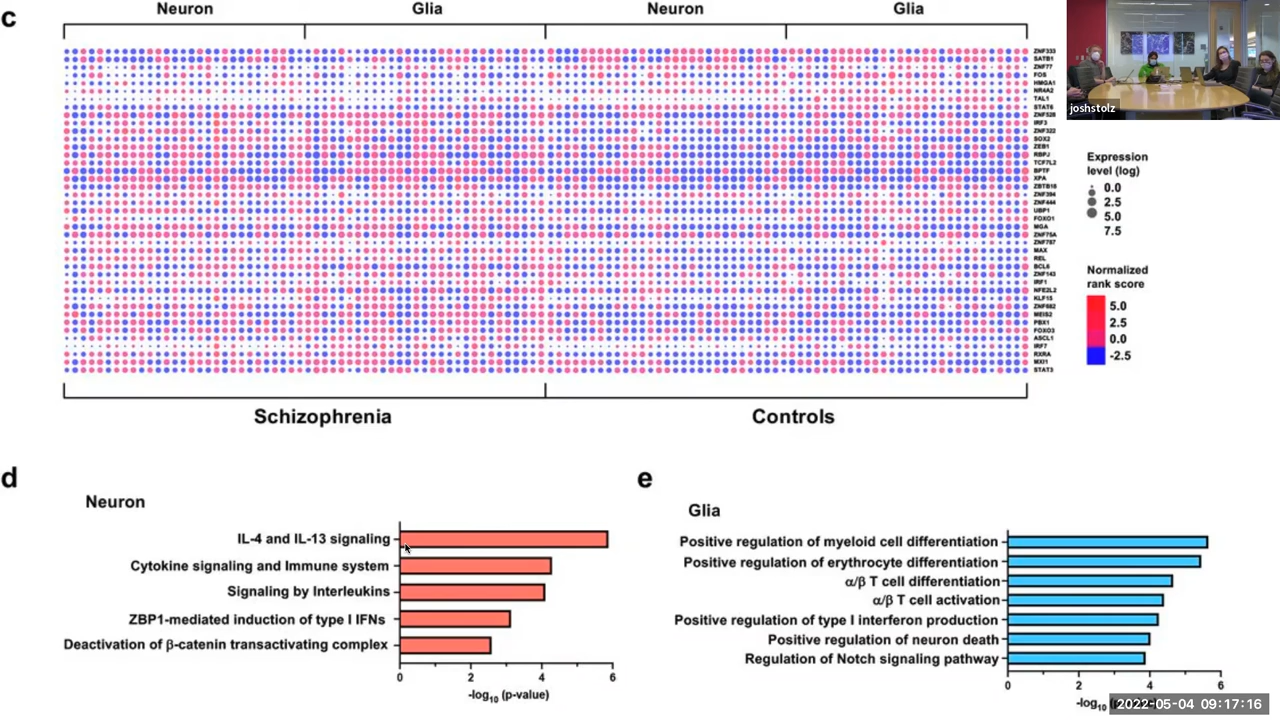 c
Neuron
Glia
Neuron
Glia
joshstolz
ZNF333
SATB1
ZNF77
FOS
HMGA1
NR4A2
TAL1
STAT6
ZNF528
IRF3
ZNF322
SOX2
ZEB1
RBPJ
TCF7L2
BPTF
XPA
ZBTB18
ZNF394
ZNF444
UBP1
FOXO1
MGA
ZNF75A
ZNF787
MAX
REL
BCL6
ZNF143
IRF1
NFE2L2
KLF15
ZNF682
MEIS2
PBX1
FOXO3
ASCL1
IRF7
RXRA
MXI1
STAT3
Expression
level (log)
0.0
2.5
5.0
7.5
Normalized
rank score
5.0
2.5
0.0
-2.5
Schizophrenia
Controls
d
Neuron
IL-4 and IL-13 signaling
Cytokine signaling and Immune system
Signaling by Interleukins
ZBP1-mediated induction of type I IFNs
Deactivation of β-catenin transactivating complex
0 2 4 6
-log10 (p-value)
e
Glia
Positive regulation of myeloid cell differentiation
Positive regulation of erythrocyte differentiation
α/β T cell differentiation
α/β T cell activation
Positive regulation of type I interferon production
Positive regulation of neuron death
Regulation of Notch signaling pathway
0 2 4 6
-log10
2022-05-04 09:17:16